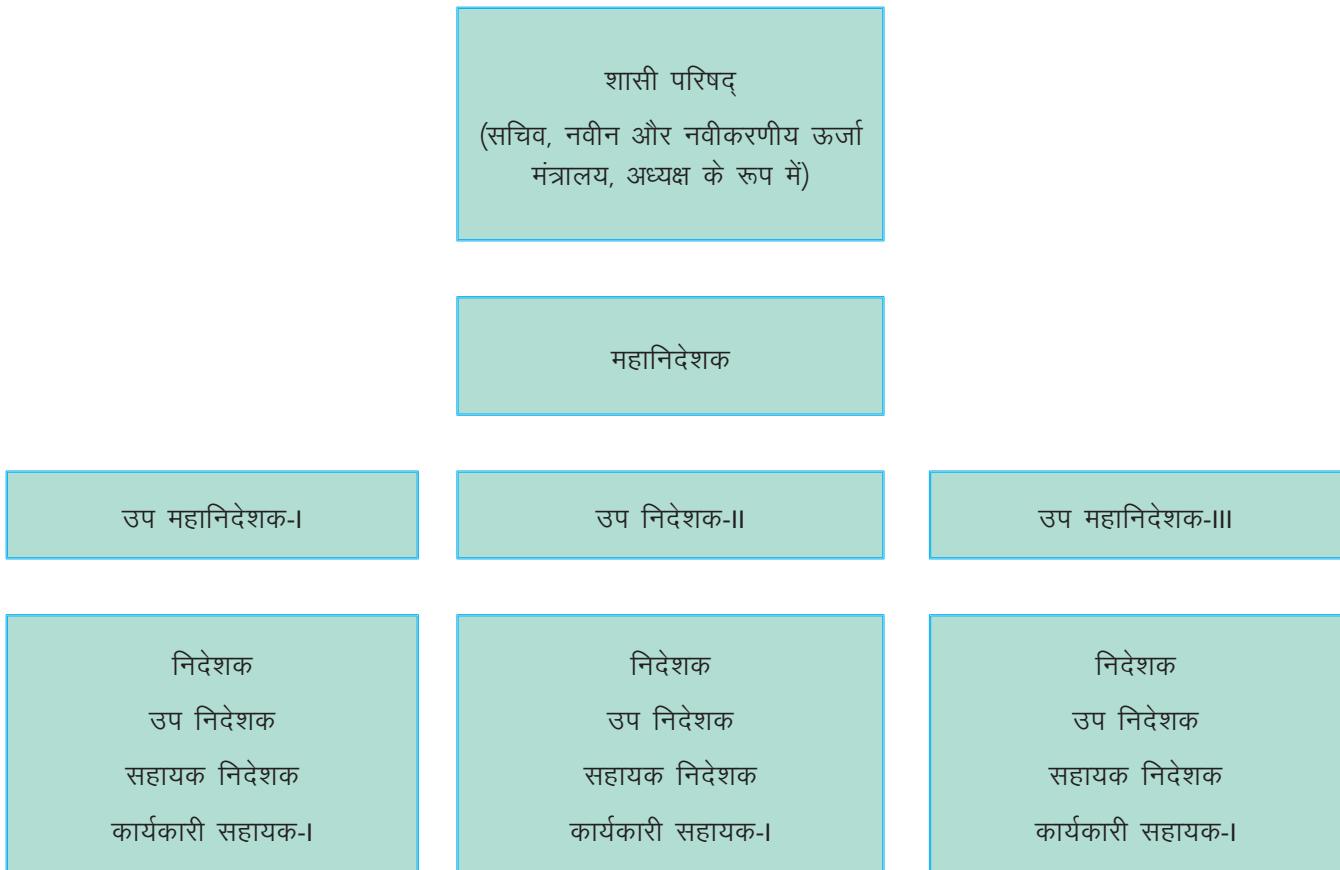 शासी परिषद्
(सचिव, नवीन और नवीकरणीय ऊर्जा
मंत्रालय, अध्यक्ष के रूप में)
महानिदेशक
उप महानिदेशक-I
उप निदेशक-II
उप महानिदेशक-III
निदेशक
उप निदेशक
सहायक निदेशक
कार्यकारी सहायक-I
निदेशक
उप निदेशक
सहायक निदेशक
कार्यकारी सहायक-I
निदेशक
उप निदेशक
सहायक निदेशक
कार्यकारी सहायक-I